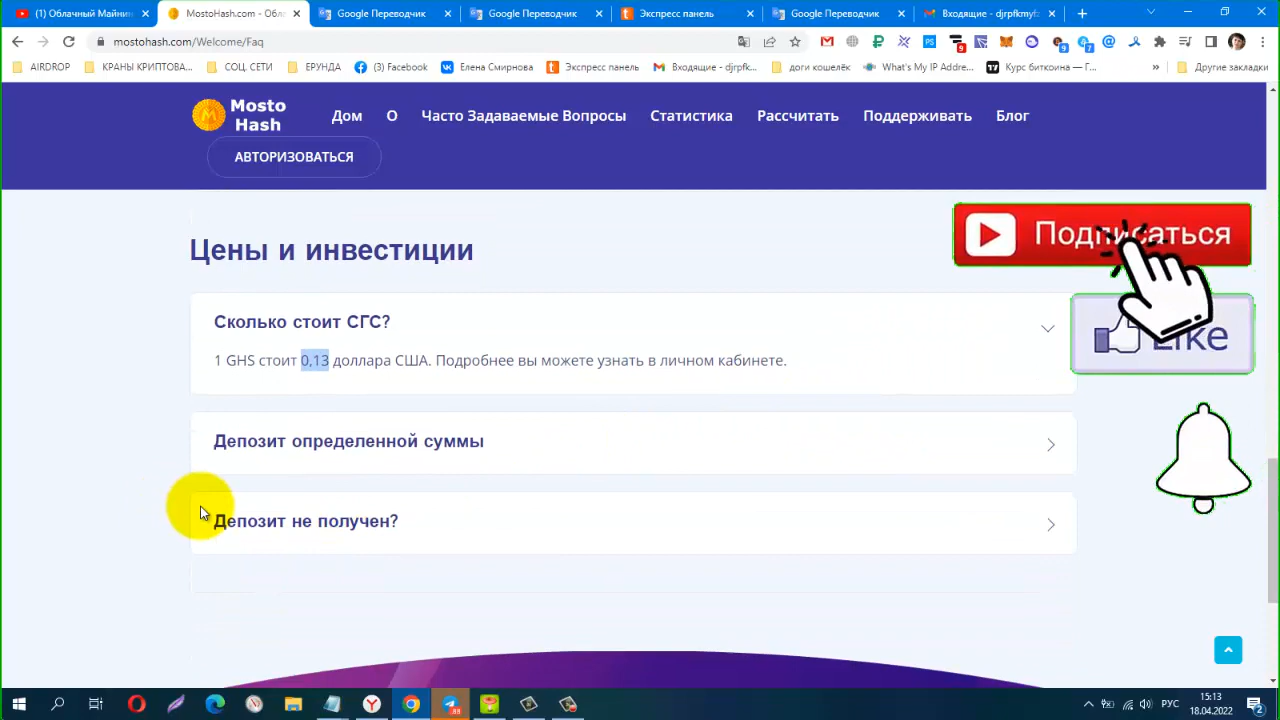 (1) Облачный Майнин
MostoHash.com - Обла
Google Переводчик
Google Переводчик
Экспресс панель
Google Переводчик
Входящие - djrpfkmyfz
mostohash.com/Welcome/Faq
AIRDROP
КРАНЫ КРИПТОВА...
СОЦ. СЕТИ
ЕРУНДА
(3) Facebook
Елена Смирнова
Экспресс панель
Входящие - djrpfk...
доги кошелёк
What's My IP Addre...
Курс биткоина — Г...
»
Другие закладки
Mosto
Hash
Дом
О
Часто Задаваемые Вопросы
Статистика
Рассчитать
Поддерживать
Блог
АВТОРИЗОВАТЬСЯ
Подписаться
Цены и инвестиции
Сколько стоит СГС?
Like
1 GHS стоит 0,13 доллара США. Подробнее вы можете узнать в личном кабинете.
Депозит определенной суммы
Депозит не получен?
15:13
РУС
18.04.2022